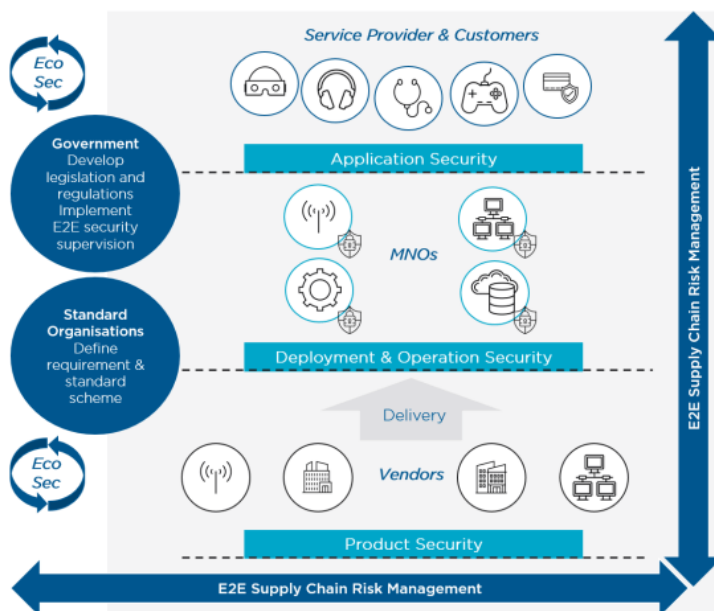 Service Provider & Customers
Eco
Sec
Government
Develop
legislation and
regulations
Implement
E2E security
supervision
Application Security
MNOs
Standard
Organisations
Define
requirement &
standard
scheme
Deployment & Operation Security
Delivery
Eco
Sec
Vendors
Product Security
E2E Supply Chain Risk Management
E2E Supply Chain Risk Management